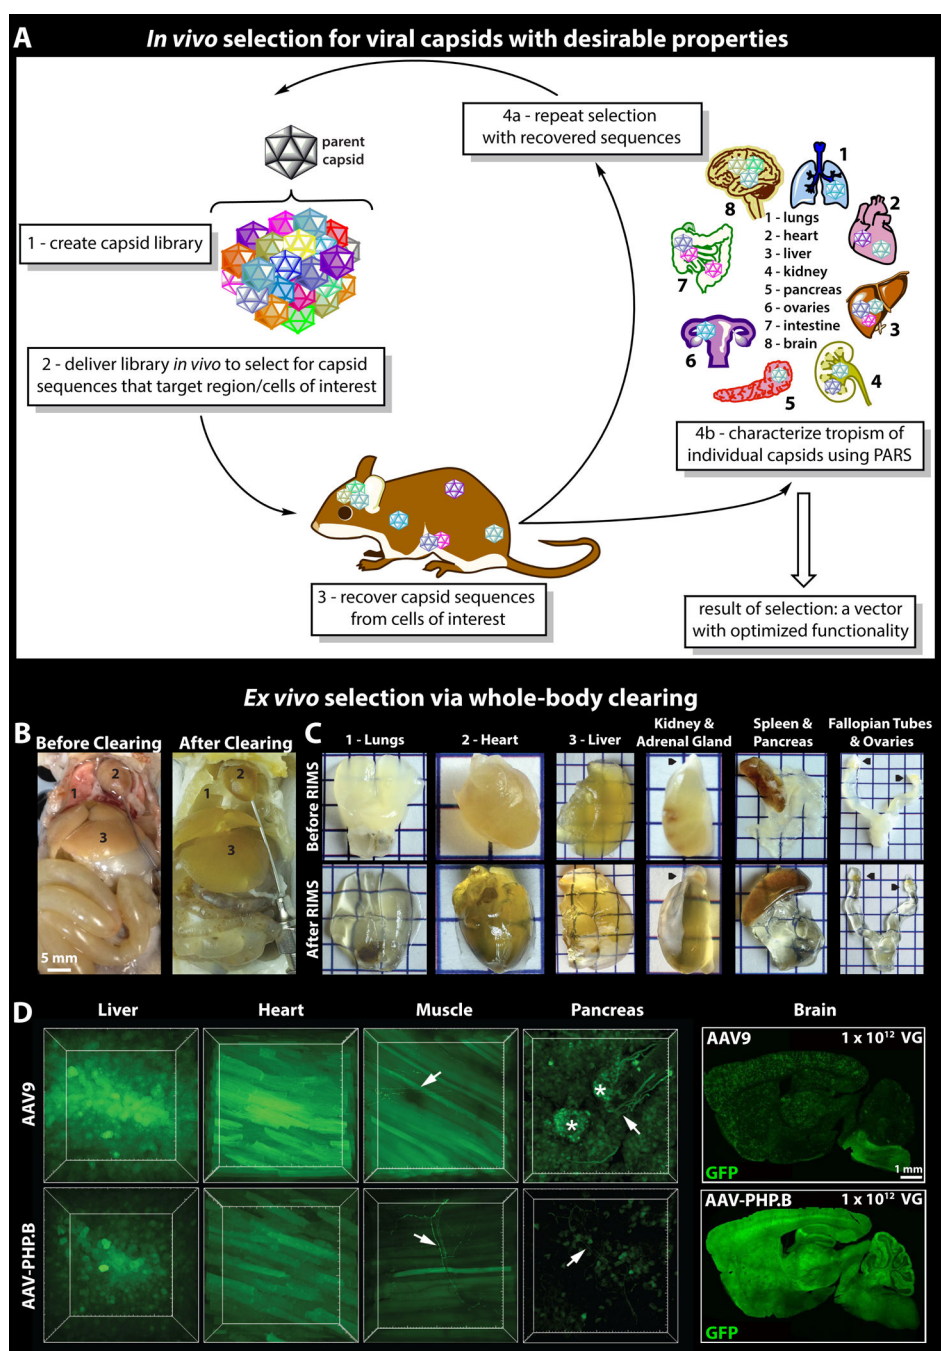 A
In vivo selection for viral capsids with desirable properties
4a - repeat selection
with recovered sequences
parent
capsid
1 - create capsid library
2 - deliver library in vivo to select for capsid
sequences that target region/cells of interest
3 - recover capsid sequences
from cells of interest
1
2
3
4
5
6
7
8
1 - lungs
2 - heart
3 - liver
4 - kidney
5 - pancreas
6 - ovaries
7 - intestine
8 - brain
4b - characterize tropism of
individual capsids using PARS
result of selection: a vector
with optimized functionality
Ex vivo selection via whole-body clearing
B
Before Clearing
After Clearing
2
1
3
5 mm
2
1
3
C
1 - Lungs
2 - Heart
3 - Liver
Kidney &
Adrenal Gland
Spleen &
Pancreas
Fallopian Tubes
& Ovaries
Before RIMS
After RIMS
D
Liver
Heart
Muscle
Pancreas
Brain
AAV9
* *
AAV9
1 x 10¹² VG
GFP
1 mm
AAV-PHP.B
AAV-PHP.B
1 x 10¹² VG
GFP